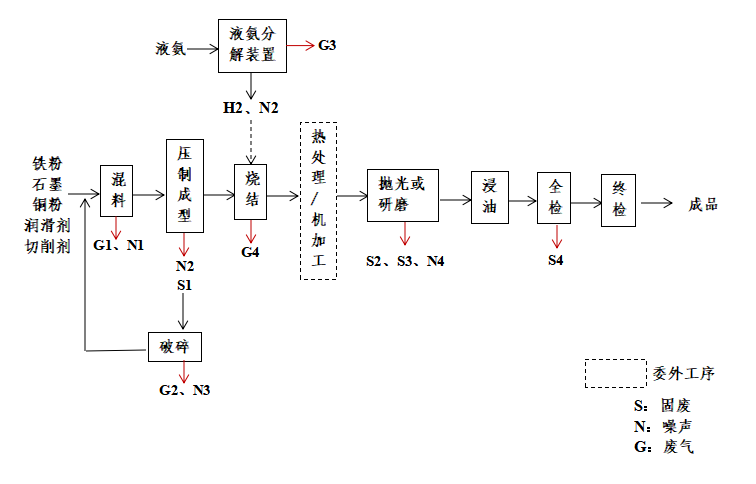 液氨
液氨分
解装置
G3
H2、N2
铁粉
石墨
铜粉
润滑剂
切削剂
混
料
G1、N1
压
制
成
型
N2
S1
烧
结
G4
热
处
理
/
机
加
工
抛光或
研磨
S2、S3、N4
浸
油
全
检
S4
终
检
成品
破碎
G2、N3
委外工序
S：固废
N：噪声
G：废气